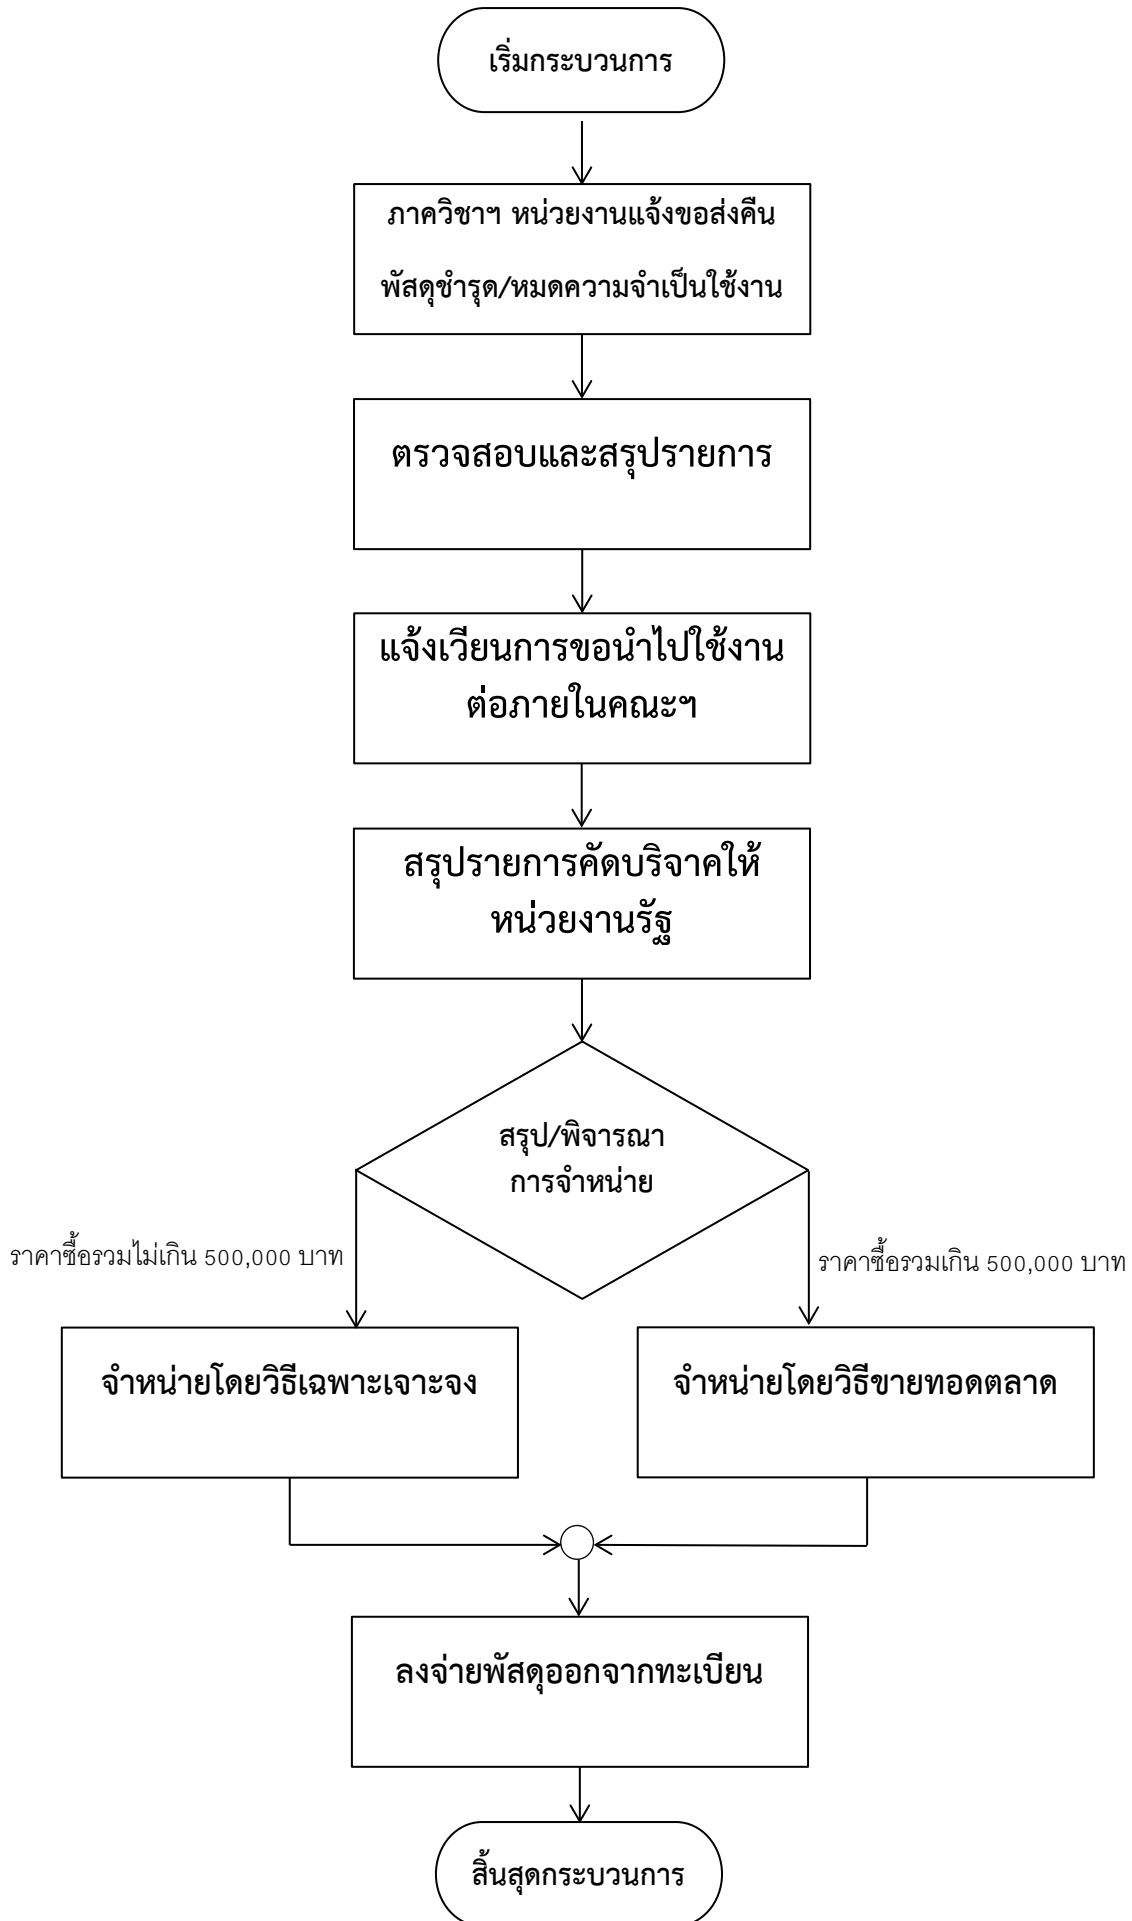 เริ่มกระบวนการ
ภาควิชาฯ หน่วยงานแจ้งขอส่งคืน
พัสดุชำรุด/หมดความจำเป็นใช้งาน
ตรวจสอบและสรุปรายการ
แจ้งเวียนการขอนำไปใช้งาน
ต่อภายในคณะฯ
สรุปรายการคัดบริจาคให้
หน่วยงานรัฐ
สรุป/พิจารณา
การจำหน่าย
ราคาซื้อรวมไม่เกิน 500,000 บาท
ราคาซื้อรวมเกิน 500,000 บาท
จำหน่ายโดยวิธีเฉพาะเจาะจง
จำหน่ายโดยวิธีขายทอดตลาด
ลงจ่ายพัสดุออกจากทะเบียน
สิ้นสุดกระบวนการ